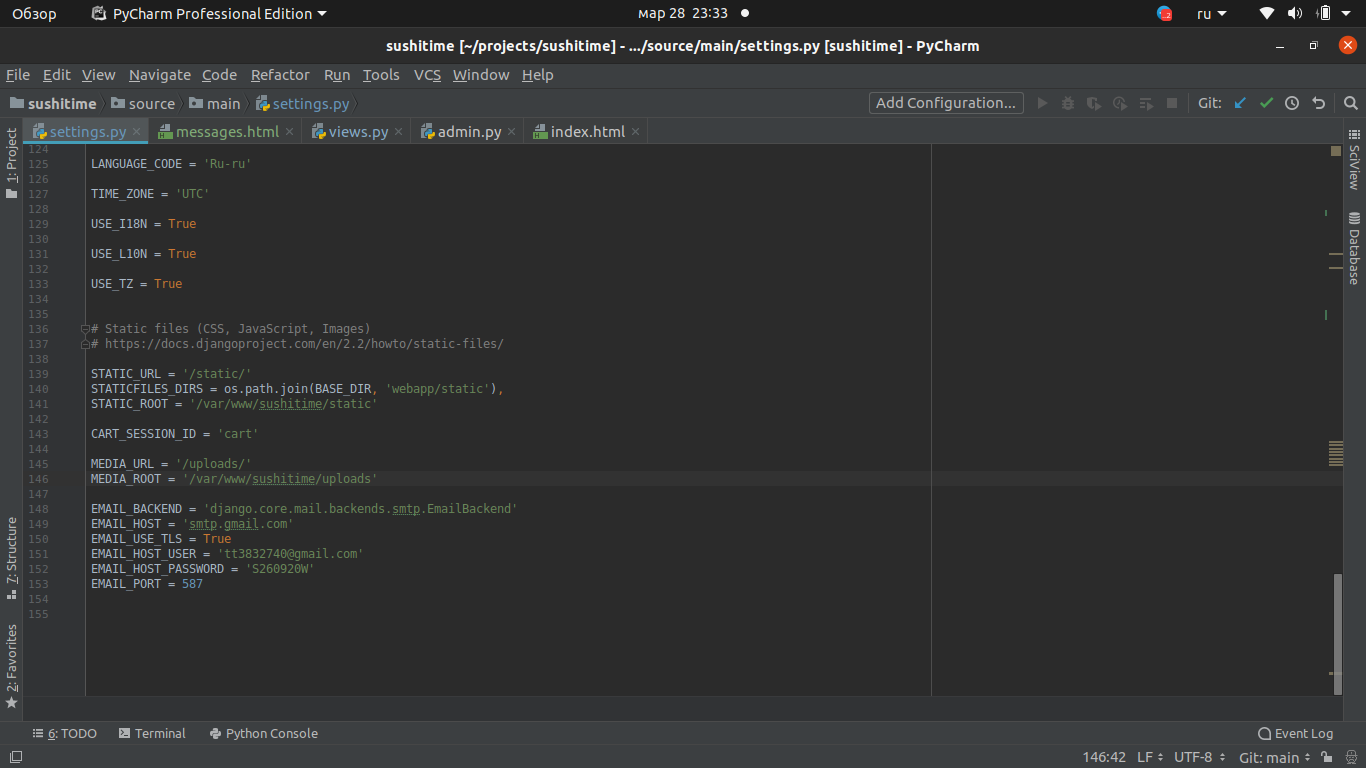 Обзор
PyCharm Professional Edition
мар 28 23:33
ru
sushitime [~/projects/sushitime] - .../source/main/settings.py [sushitime] - PyCharm
File Edit View Navigate Code Refactor Run Tools VCS Window Help
sushitime source main settings.py
Add Configuration...
Git:
settings.py messages.html views.py admin.py index.html
1: Project
7: Structure
2: Favorites
SciView
Database
124
125 LANGUAGE_CODE = 'Ru-ru'
126
127 TIME_ZONE = 'UTC'
128
129 USE_I18N = True
130
131 USE_L10N = True
132
133 USE_TZ = True
134
135
136 # Static files (CSS, JavaScript, Images)
137 # https://docs.djangoproject.com/en/2.2/howto/static-files/
138
139 STATIC_URL = '/static/'
140 STATICFILES_DIRS = os.path.join(BASE_DIR, 'webapp/static'),
141 STATIC_ROOT = '/var/www/sushitime/static'
142
143 CART_SESSION_ID = 'cart'
144
145 MEDIA_URL = '/uploads/'
146 MEDIA_ROOT = '/var/www/sushitime/uploads'
147
148 EMAIL_BACKEND = 'django.core.mail.backends.smtp.EmailBackend'
149 EMAIL_HOST = 'smtp.gmail.com'
150 EMAIL_USE_TLS = True
151 EMAIL_HOST_USER = 'tt3832740@gmail.com'
152 EMAIL_HOST_PASSWORD = 'S260920W'
153 EMAIL_PORT = 587
154
155
6: TODO Terminal Python Console
Event Log
146:42 LF UTF-8 Git: main